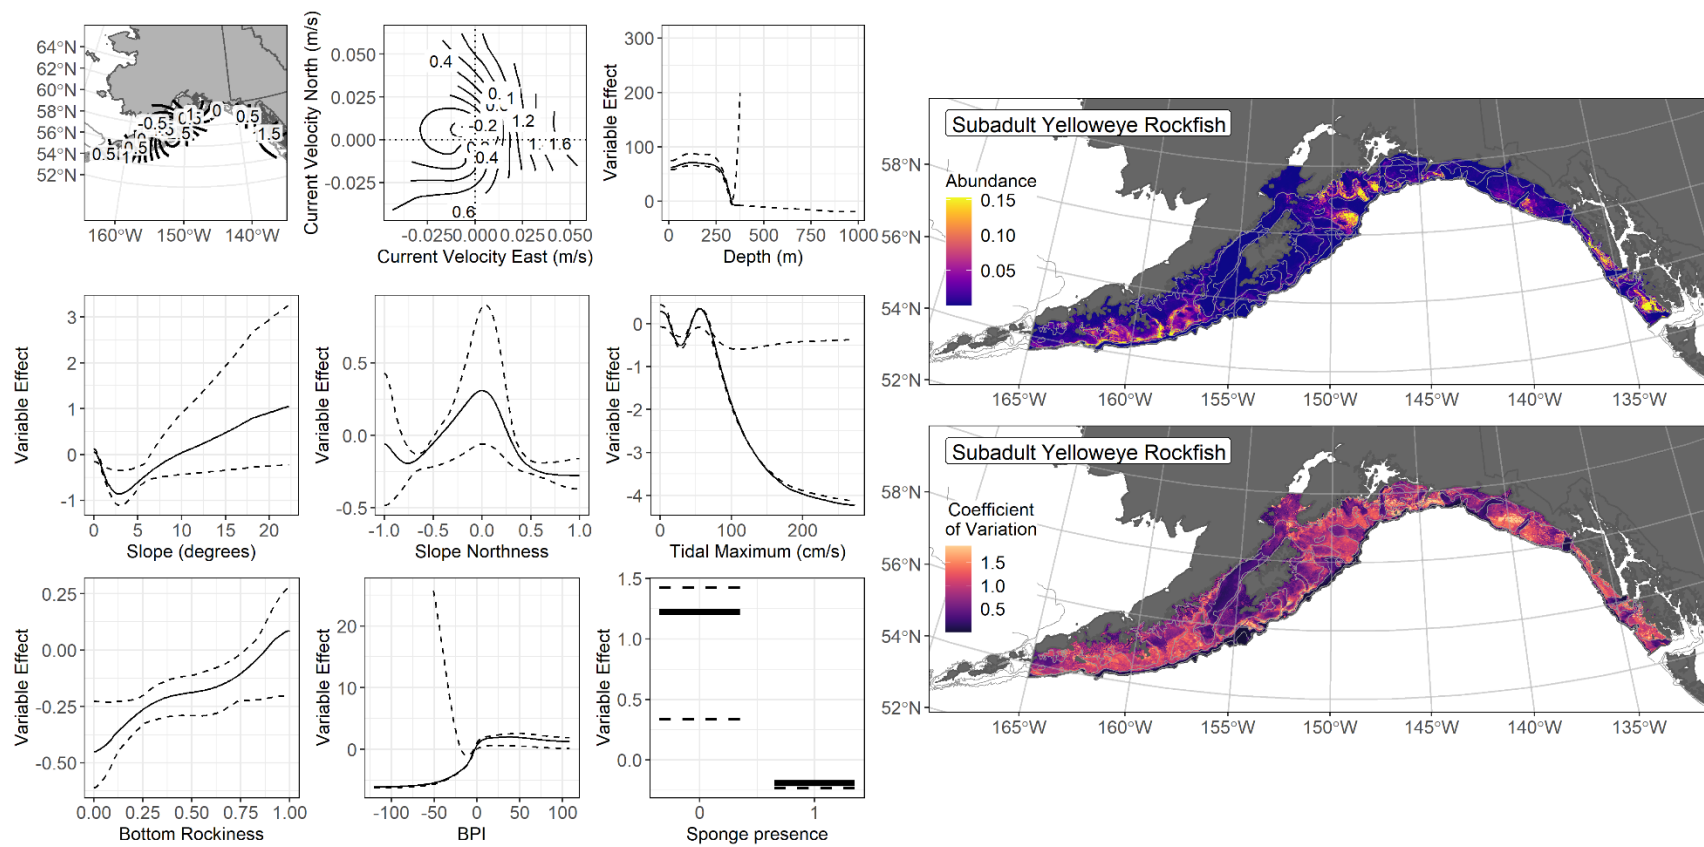 64°N
62°N
60°N
58°N
56°N
54°N
52°N
-0.5
0
0.5
1.5
0.5
160°W 150°W 140°W
Current Velocity North (m/s)
0.050
0.025
0.000
-0.025
0.4
1
-0.2
1.2
0.4
1.6
0.6
-0.025 0.000 0.025 0.050
Current Velocity East (m/s)
Variable Effect
300
200
100
0
0 250 500 750 1000
Depth (m)
Variable Effect
3
2
1
0
-1
0 5 10 15 20
Slope (degrees)
Variable Effect
0.5
0.0
-0.5
-1.0 -0.5 0.0 0.5 1.0
Slope Northness
Variable Effect
0
-1
-2
-3
-4
0 100 200
Tidal Maximum (cm/s)
Variable Effect
0.25
0.00
-0.25
-0.50
0.00 0.25 0.50 0.75 1.00
Bottom Rockiness
Variable Effect
20
10
0
-100 -50 0 50 100
BPI
Variable Effect
1.5
1.0
0.5
0.0
0 1
Sponge presence
Subadult Yelloweye Rockfish
Abundance
0.15
0.10
0.05
58°N
56°N
54°N
52°N
165°W 160°W 155°W 150°W 145°W 140°W 135°W
Subadult Yelloweye Rockfish
Coefficient
of Variation
1.5
1.0
0.5
58°N
56°N
54°N
52°N
165°W 160°W 155°W 150°W 145°W 140°W 135°W